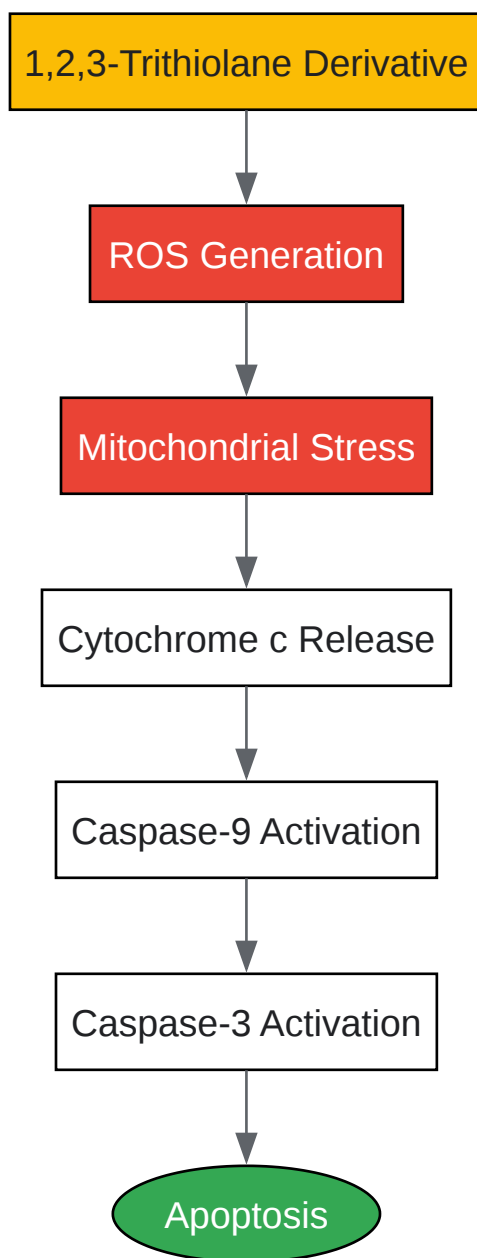 1,2,3-Trithiolane Derivative
ROS Generation
Mitochondrial Stress
Cytochrome c Release
Caspase-9 Activation
Caspase-3 Activation
Apoptosis